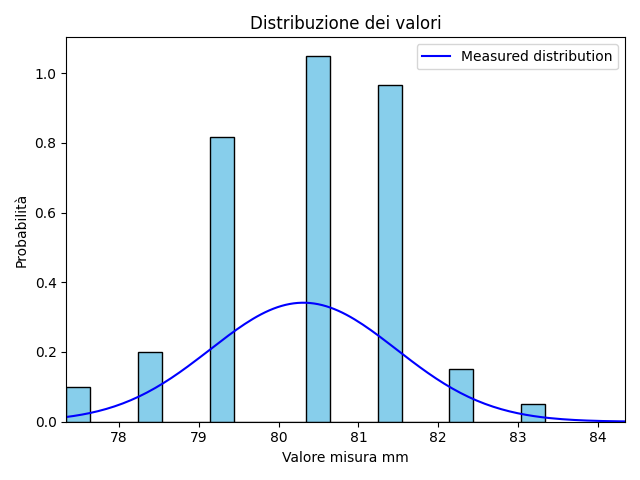 Distribuzione dei valori
Measured distribution
1.0
0.8
0.6
0.4
0.2
0.0
Probabilità
78 79 80 81 82 83 84
Valore misura mm